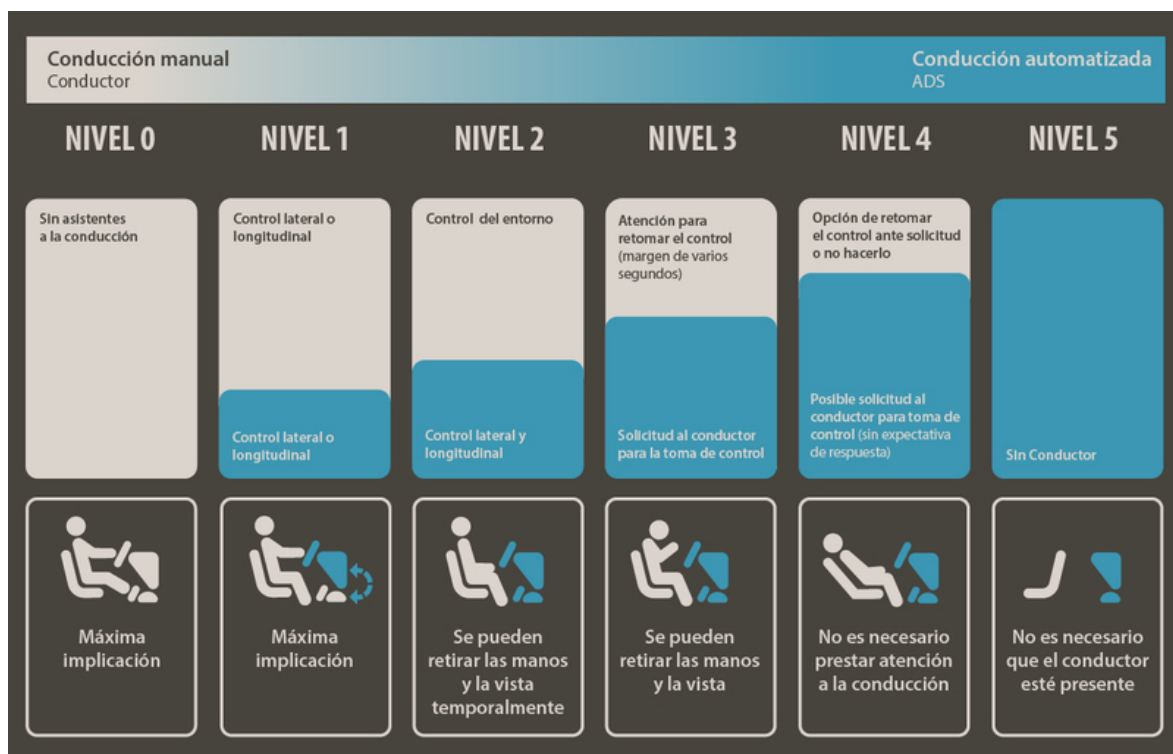 Conducción manual
Conductor
Conducción automatizada
ADS
NIVEL 0
NIVEL 1
NIVEL 2
NIVEL 3
NIVEL 4
NIVEL 5
Sin asistentes
a la conducción
Control lateral o
longitudinal
Control lateral o
longitudinal
Control del entorno
Control lateral y
longitudinal
Atención para
retomar el control
(margen de varios
segundos)
Solicitud al conductor
para la toma de control
Opción de retomar
el control ante solicitud
o no hacerlo
Posible solicitud al
conductor para toma de
control (sin expectativa
de respuesta)
Sin Conductor
Máxima
implicación
Máxima
implicación
Se pueden
retirar las manos
y la vista
temporalmente
Se pueden
retirar las manos
y la vista
No es necesario
prestar atención
a la conducción
No es necesario
que el conductor
esté presente